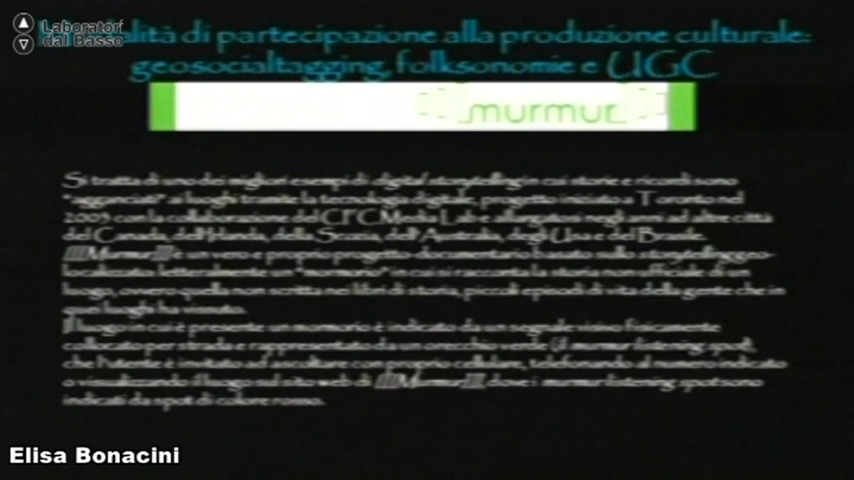 Laboratori
dal Basso
di partecipazione alla produzione culturale:
geosocialtagging, folksonomie e UGC
murmur
Si tratta di uno dei migliori esempi di digital storytelling in cui storie e ricordi sono
"agganciati" ai luoghi tramite la tecnologia digitale, progetto iniziato a Toronto nel
2003 con la collaborazione del CFC Media Lab e allargatosi negli anni ad altre città
del Canada, dell'Irlanda, della Scozia, dell'Australia, degli Usa e del Brasile.
[[[[Murmur]]]] è un vero e proprio progetto-documentario basato sullo storytelling geo-
localizzato: letteralmente un "mormorio" in cui si racconta la storia non ufficiale di un
luogo, ovvero quella non scritta nei libri di storia, piccoli episodi di vita della gente che in
quei luoghi ha vissuto.
Il luogo in cui è presente un mormorio è indicato da un segnale visivo fisicamente
collocato per strada e rappresentato da un orecchio verde (il murmur listening spot),
che l'utente è invitato ad ascoltare con proprio cellulare, telefonando al numero indicato
o visualizzando il luogo sul sito web di [[[[Murmur]]]], dove i murmur listening spot sono
indicati da spot di colore rosso.
Elisa Bonacini